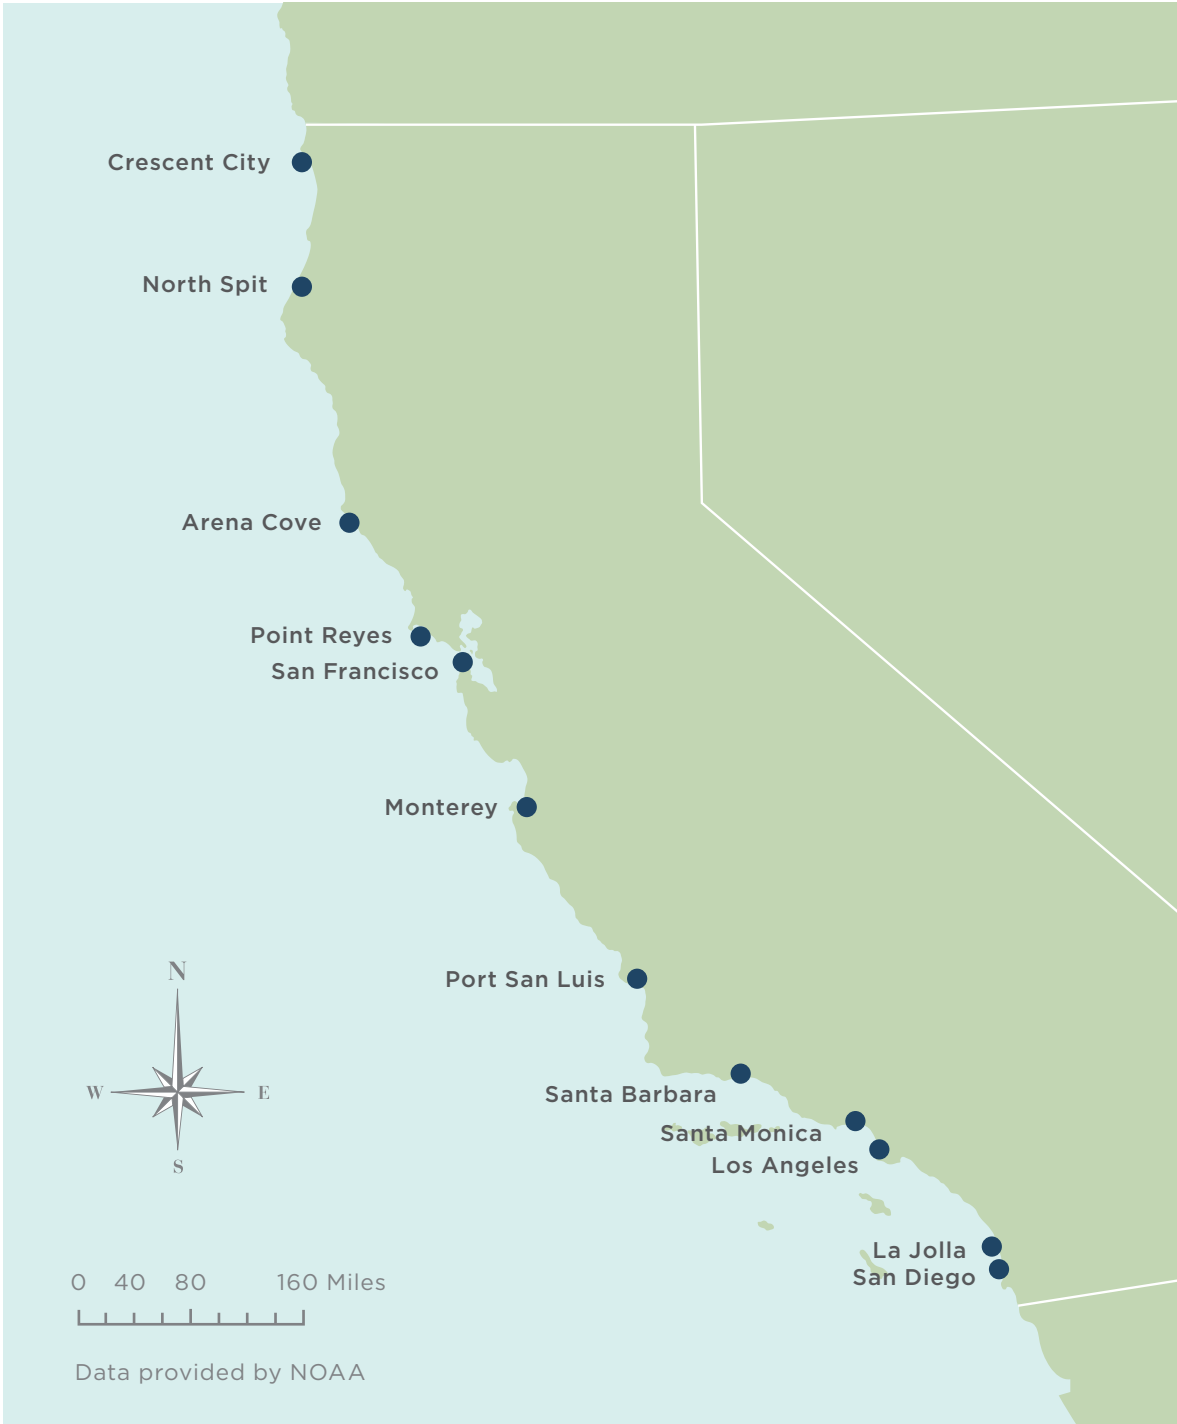 Crescent City
North Spit
Arena Cove
Point Reyes
San Francisco
Monterey
Port San Luis
N
W E
S
Santa Barbara
Santa Monica
Los Angeles
La Jolla
San Diego
0 40 80 160 Miles
Data provided by NOAA